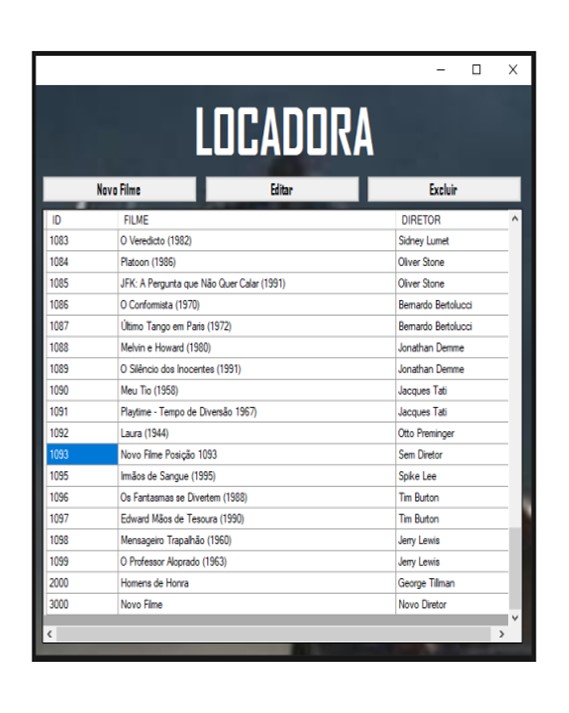 LOCADORA
Novo Filme Editar Excluir
ID FILME DIRETOR
1083 O Veredicto (1982) Sidney Lumet
1084 Platoon (1986) Oliver Stone
1085 JFK: A Pergunta que Não Quer Calar (1991) Oliver Stone
1086 O Conformista (1970) Bernardo Bertolucci
1087 Último Tango em Paris (1972) Bernardo Bertolucci
1088 Melvin e Howard (1980) Jonathan Demme
1089 O Silêncio dos Inocentes (1991) Jonathan Demme
1090 Meu Tio (1958) Jacques Tati
1091 Playtime - Tempo de Diversão 1967) Jacques Tati
1092 Laura (1944) Otto Preminger
1093 Novo Filme Posição 1093 Sem Diretor
1095 Irmãos de Sangue (1995) Spike Lee
1096 Os Fantasmas se Divertem (1988) Tim Burton
1097 Edward Mãos de Tesoura (1990) Tim Burton
1098 Mensageiro Trapalhão (1960) Jerry Lewis
1099 O Professor Aloprado (1963) Jerry Lewis
2000 Homens de Honra George Tillman
3000 Novo Filme Novo Diretor